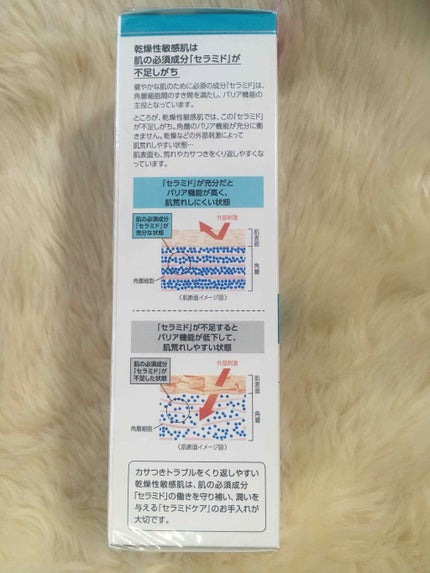 乾燥性敏感肌は
肌の必須成分「セラミド」が
不足しがち
健やかな肌のために必須の成分「セラミド」は、
角層細胞間のすき間を満たし、バリア機能の
主役となっています。
ところが、乾燥性敏感肌では、この「セラミド」
が不足しがち。角層のバリア機能が充分に働
きません。乾燥などの外部刺激によって
肌荒れしやすい状態…
肌表面も、荒れやカサつきをくり返しやすくな
っています。
「セラミド」が充分だと
バリア機能が高く、
肌荒れしにくい状態
肌の必須成分
「セラミド」が
充分な状態
外部刺激
肌表面
角層
角層細胞
〈肌断面イメージ図〉
「セラミド」が不足すると
バリア機能が低下して、
肌荒れしやすい状態
肌の必須成分
「セラミド」が
不足した状態
外部刺激
肌表面
角層
角層細胞
〈肌断面イメージ図〉
カサつきトラブルをくり返しやすい
乾燥性敏感肌は、肌の必須成分
「セラミド」の働きを守り補い、潤いを
与える「セラミドケア」のお手入れが
大切です。